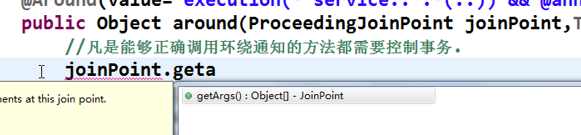 @Around(value="execution(* service..*.*(..)) && @ann
public Object around(ProceedingJoinPoint joinPoint,T
//凡是能够正确调用环绕通知的方法都需要控制事务.
joinPoint.geta
nents at this join point.
getArgs() : Object[] - JoinPoint